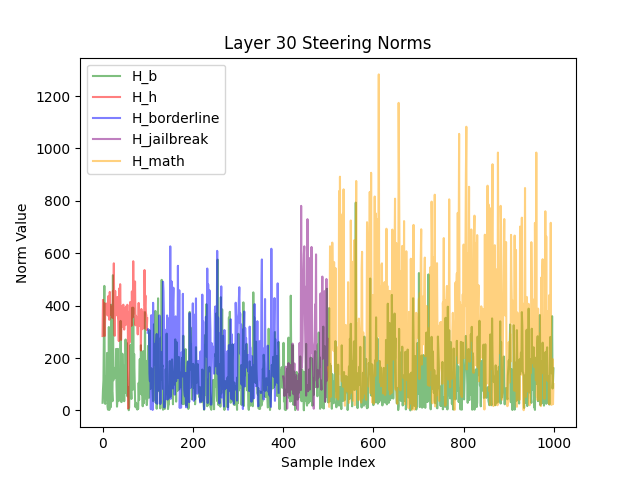 Layer 30 Steering Norms
H_b
H_h
H_borderline
H_jailbreak
H_math
Norm Value
1200
1000
800
600
400
200
0
0 200 400 600 800 1000
Sample Index